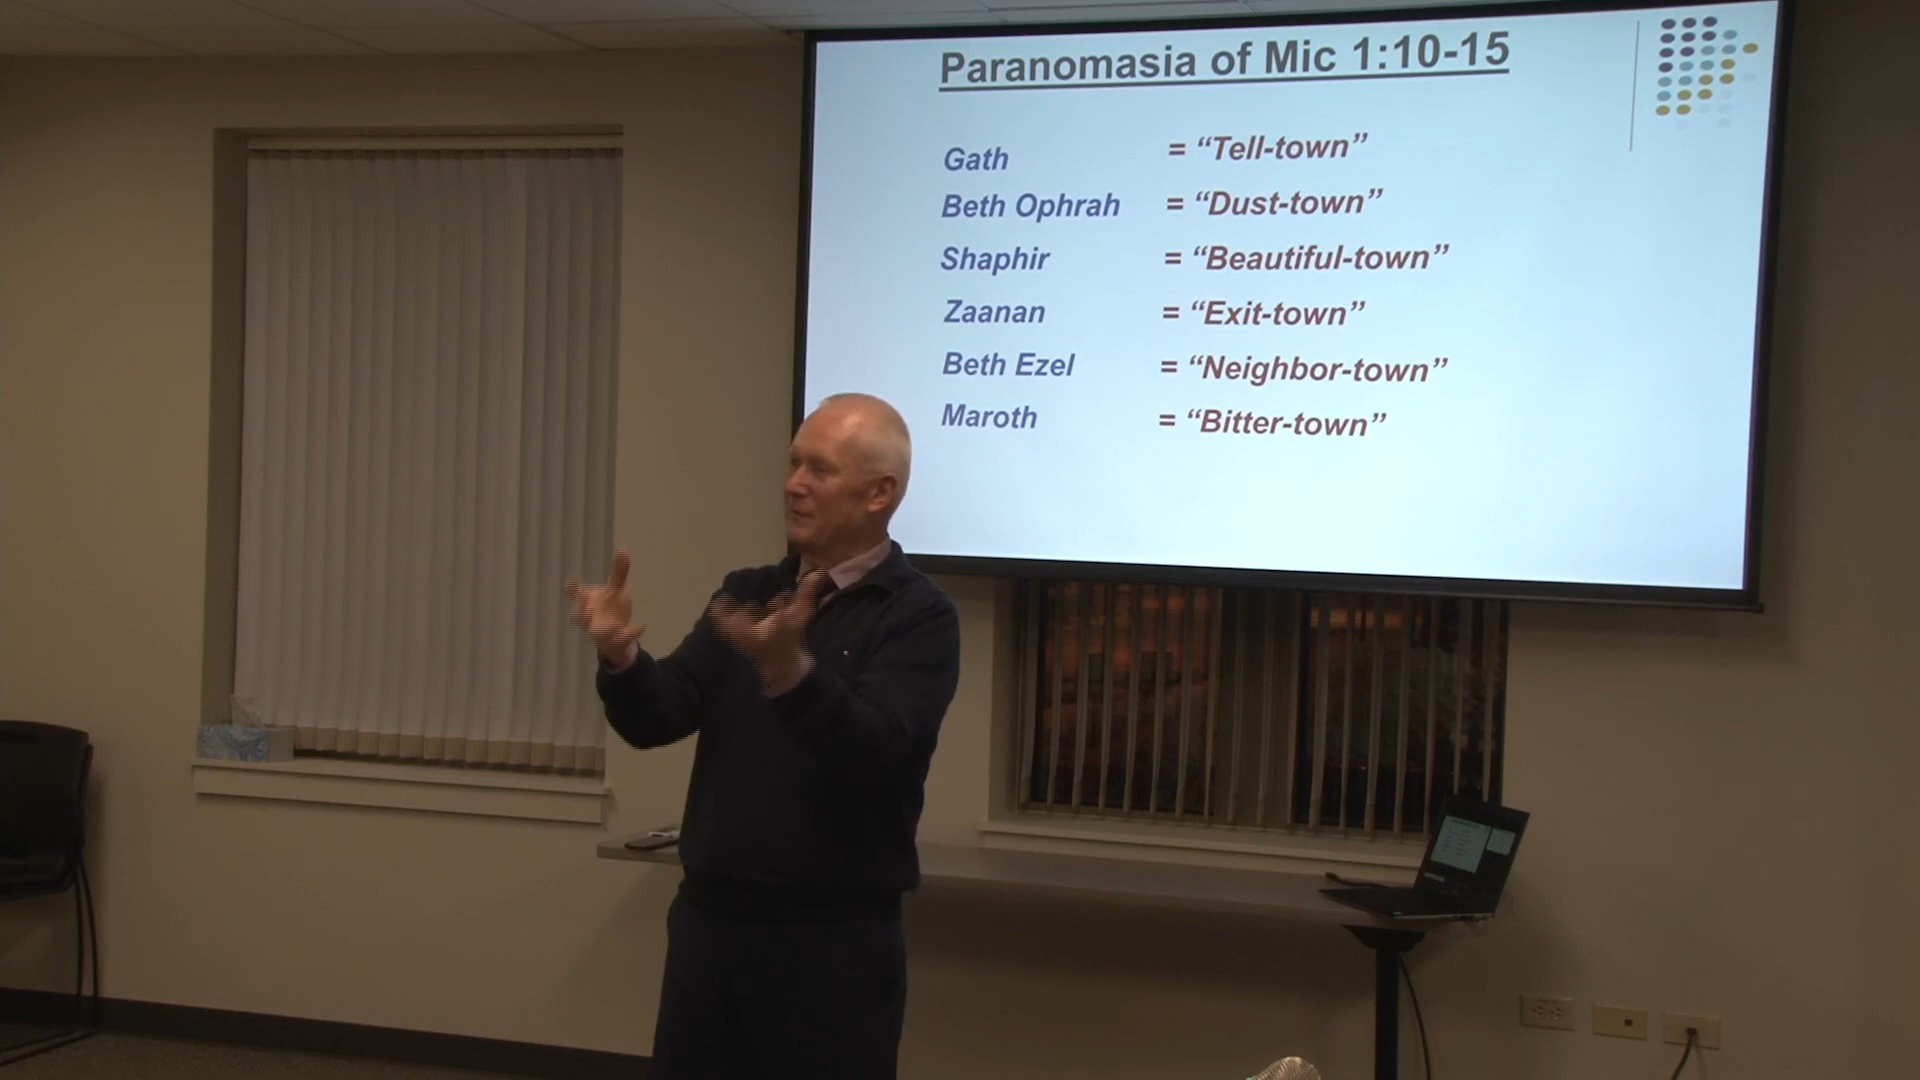 Paranomasia of Mic 1:10-15
Gath = “Tell-town”
Beth Ophrah = “Dust-town”
Shaphir = “Beautiful-town”
Zaanan = “Exit-town”
Beth Ezel = “Neighbor-town”
Maroth = “Bitter-town”